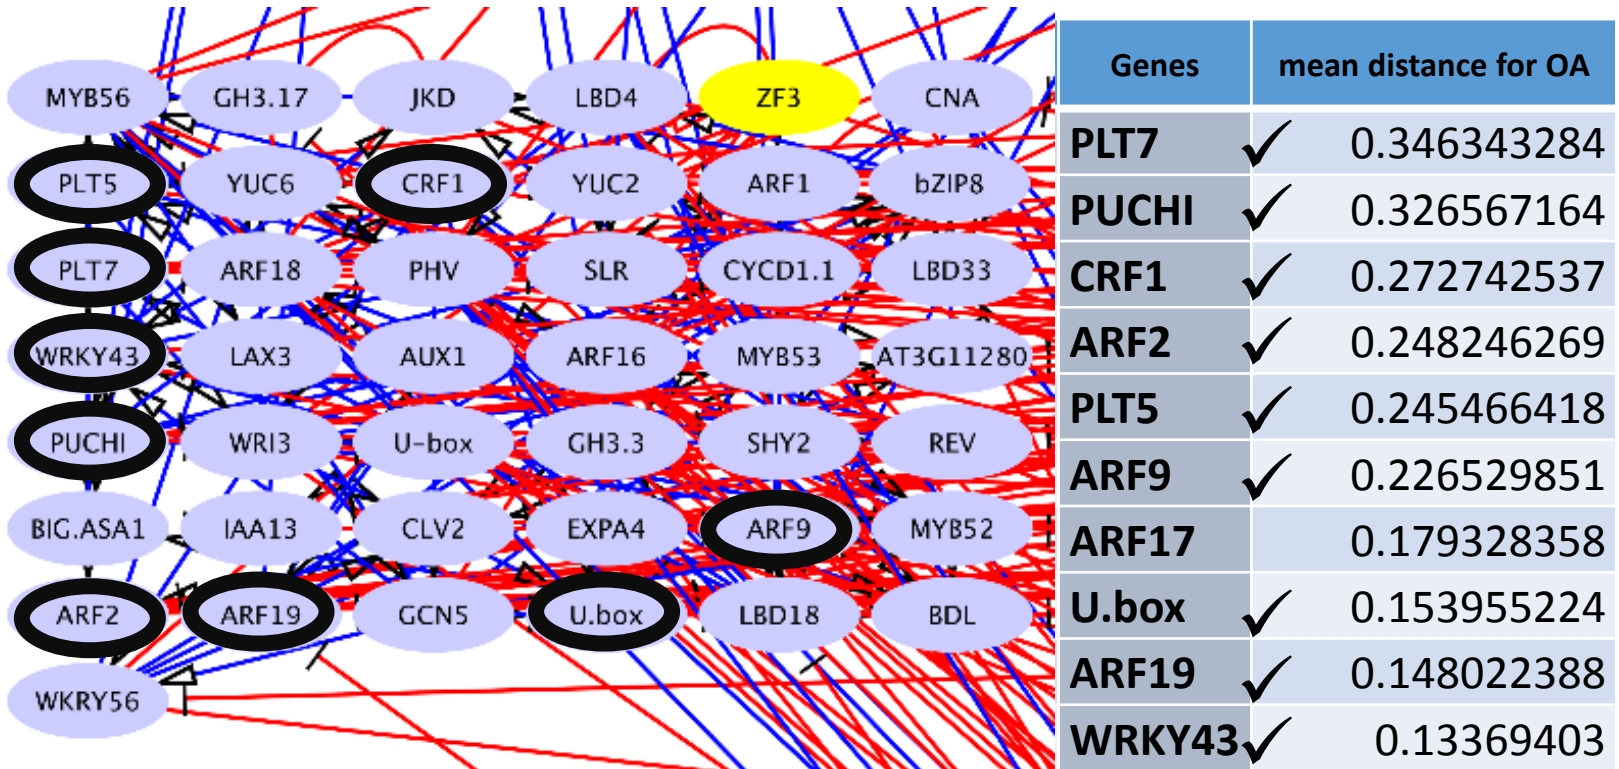 MYB56 GH3.17 JKD LBD4 ZF3 CNA
PLT5 YUC6 CRF1 YUC2 ARF1 bZIP8
PLT7 ARF18 PHV SLR CYCD1.1 LBD33
WRKY43 LAX3 AUX1 ARF16 MYB53 AT3G11280
PUCHI WRI3 U-box GH3.3 SHY2 REV
BIG.ASA1 IAA13 CLV2 EXPA4 ARF9 MYB52
ARF2 ARF19 GCN5 U.box LBD18 BDL
WKRY56
Genes mean distance for OA
PLT7 ✓ 0.346343284
PUCHI ✓ 0.326567164
CRF1 ✓ 0.272742537
ARF2 ✓ 0.248246269
PLT5 ✓ 0.245466418
ARF9 ✓ 0.226529851
ARF17 0.179328358
U.box ✓ 0.153955224
ARF19 ✓ 0.148022388
WRKY43 ✓ 0.13369403